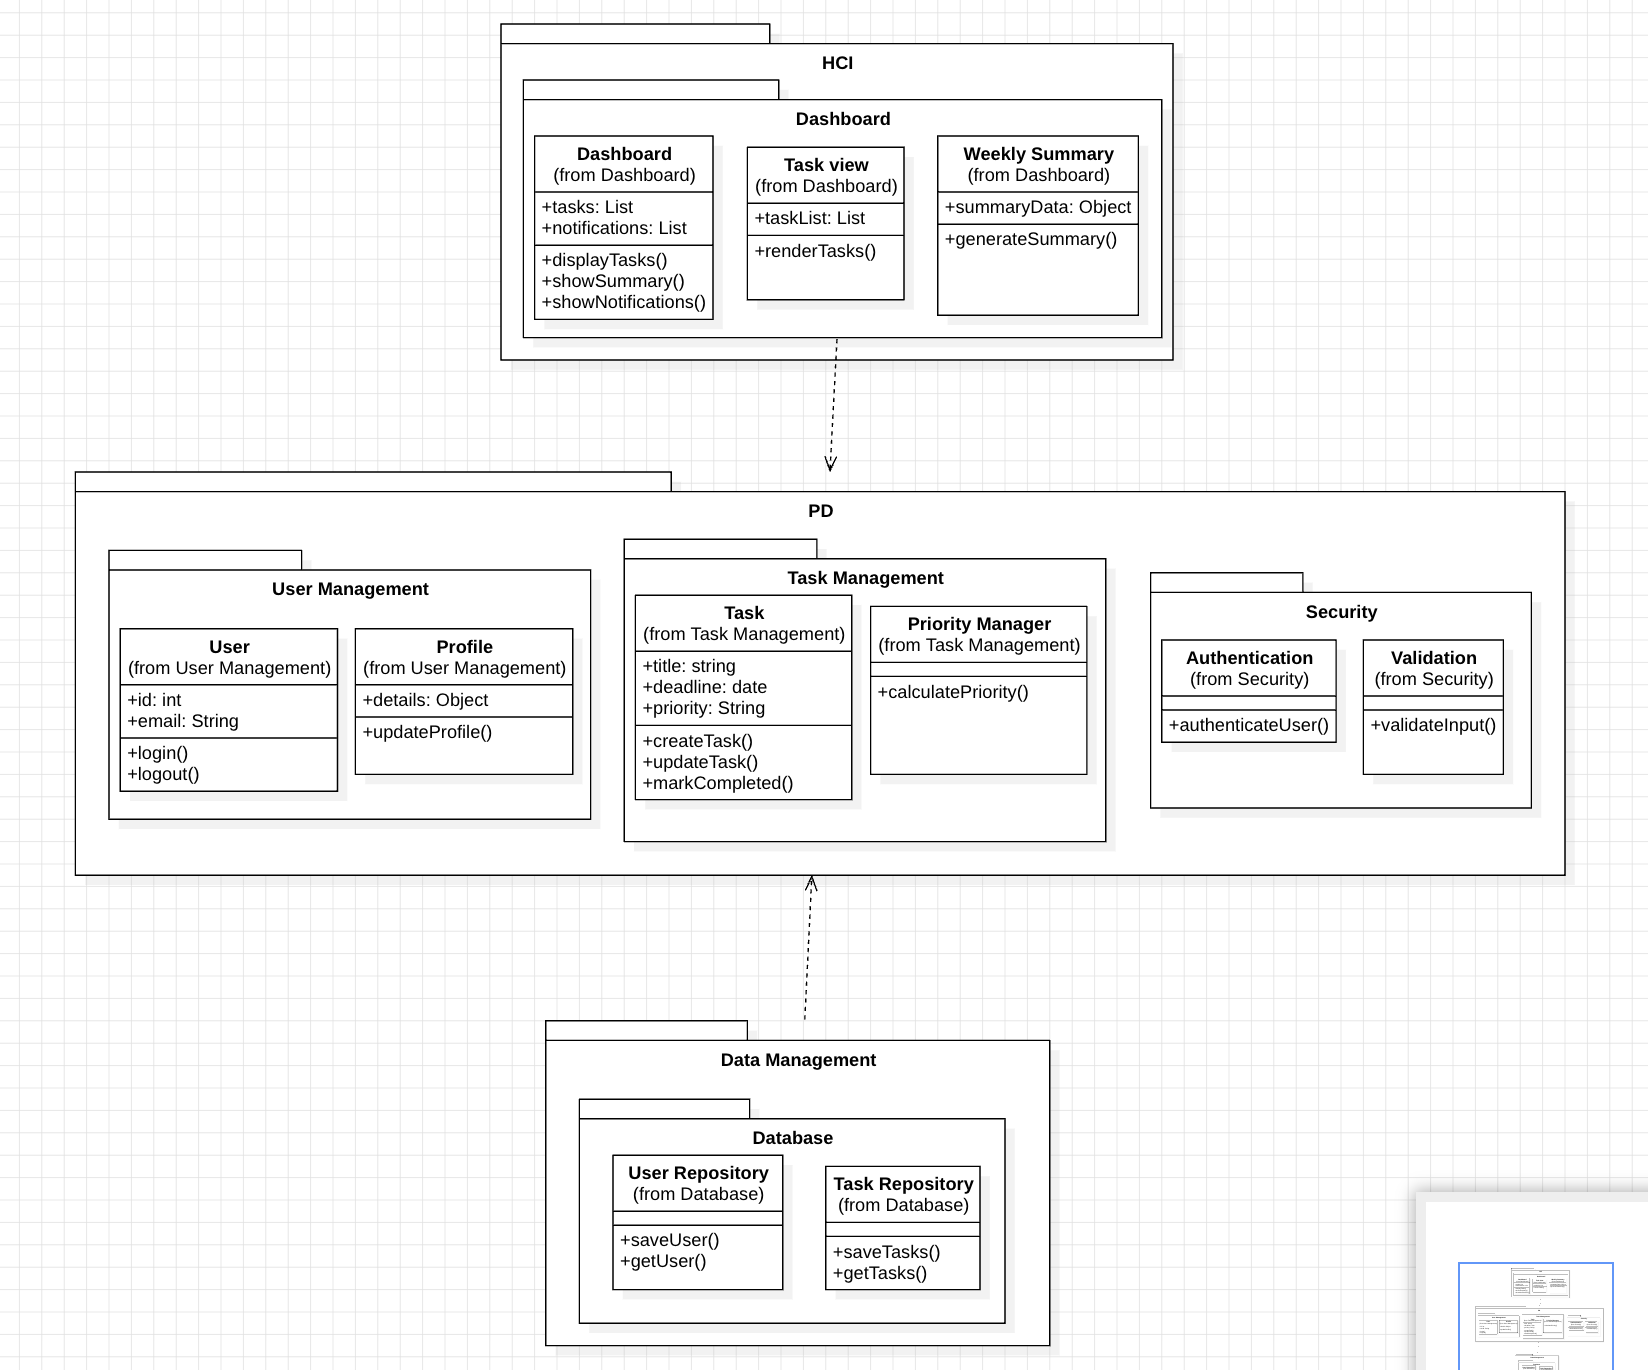 HCI
Dashboard
Dashboard
(from Dashboard)
+tasks: List
+notifications: List
+displayTasks()
+showSummary()
+showNotifications()
Task view
(from Dashboard)
+taskList: List
+renderTasks()
Weekly Summary
(from Dashboard)
+summaryData: Object
+generateSummary()
PD
User Management
User
(from User Management)
+id: int
+email: String
+login()
+logout()
Profile
(from User Management)
+details: Object
+updateProfile()
Task Management
Task
(from Task Management)
+title: string
+deadline: date
+priority: String
+createTask()
+updateTask()
+markCompleted()
Priority Manager
(from Task Management)
+calculatePriority()
Security
Authentication
(from Security)
+authenticateUser()
Validation
(from Security)
+validateInput()
Data Management
Database
User Repository
(from Database)
+saveUser()
+getUser()
Task Repository
(from Database)
+saveTasks()
+getTasks()